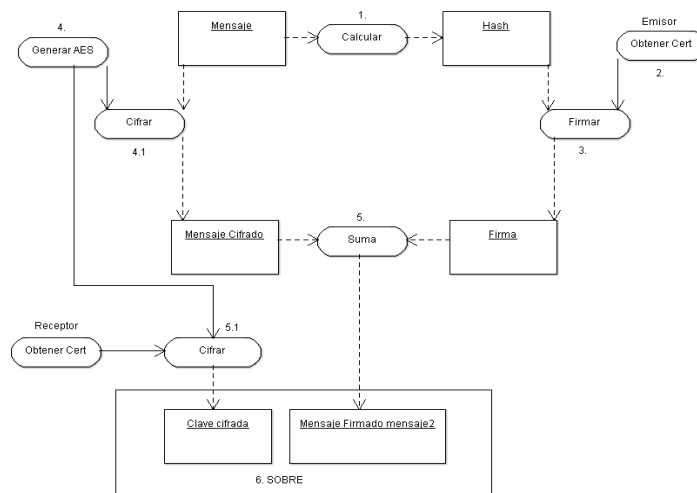 4.
Mensaje
1.
Hash
Emisor
Generar AES
Calcular
Obtener Cert
2.
Cifrar
Firmar
4.1
3.
5.
Mensaje Cifrado
Suma
Firma
Receptor
5.1
Obtener Cert
Cifrar
Clave cifrada
Mensaje Firmado mensaje2
6. SOBRE